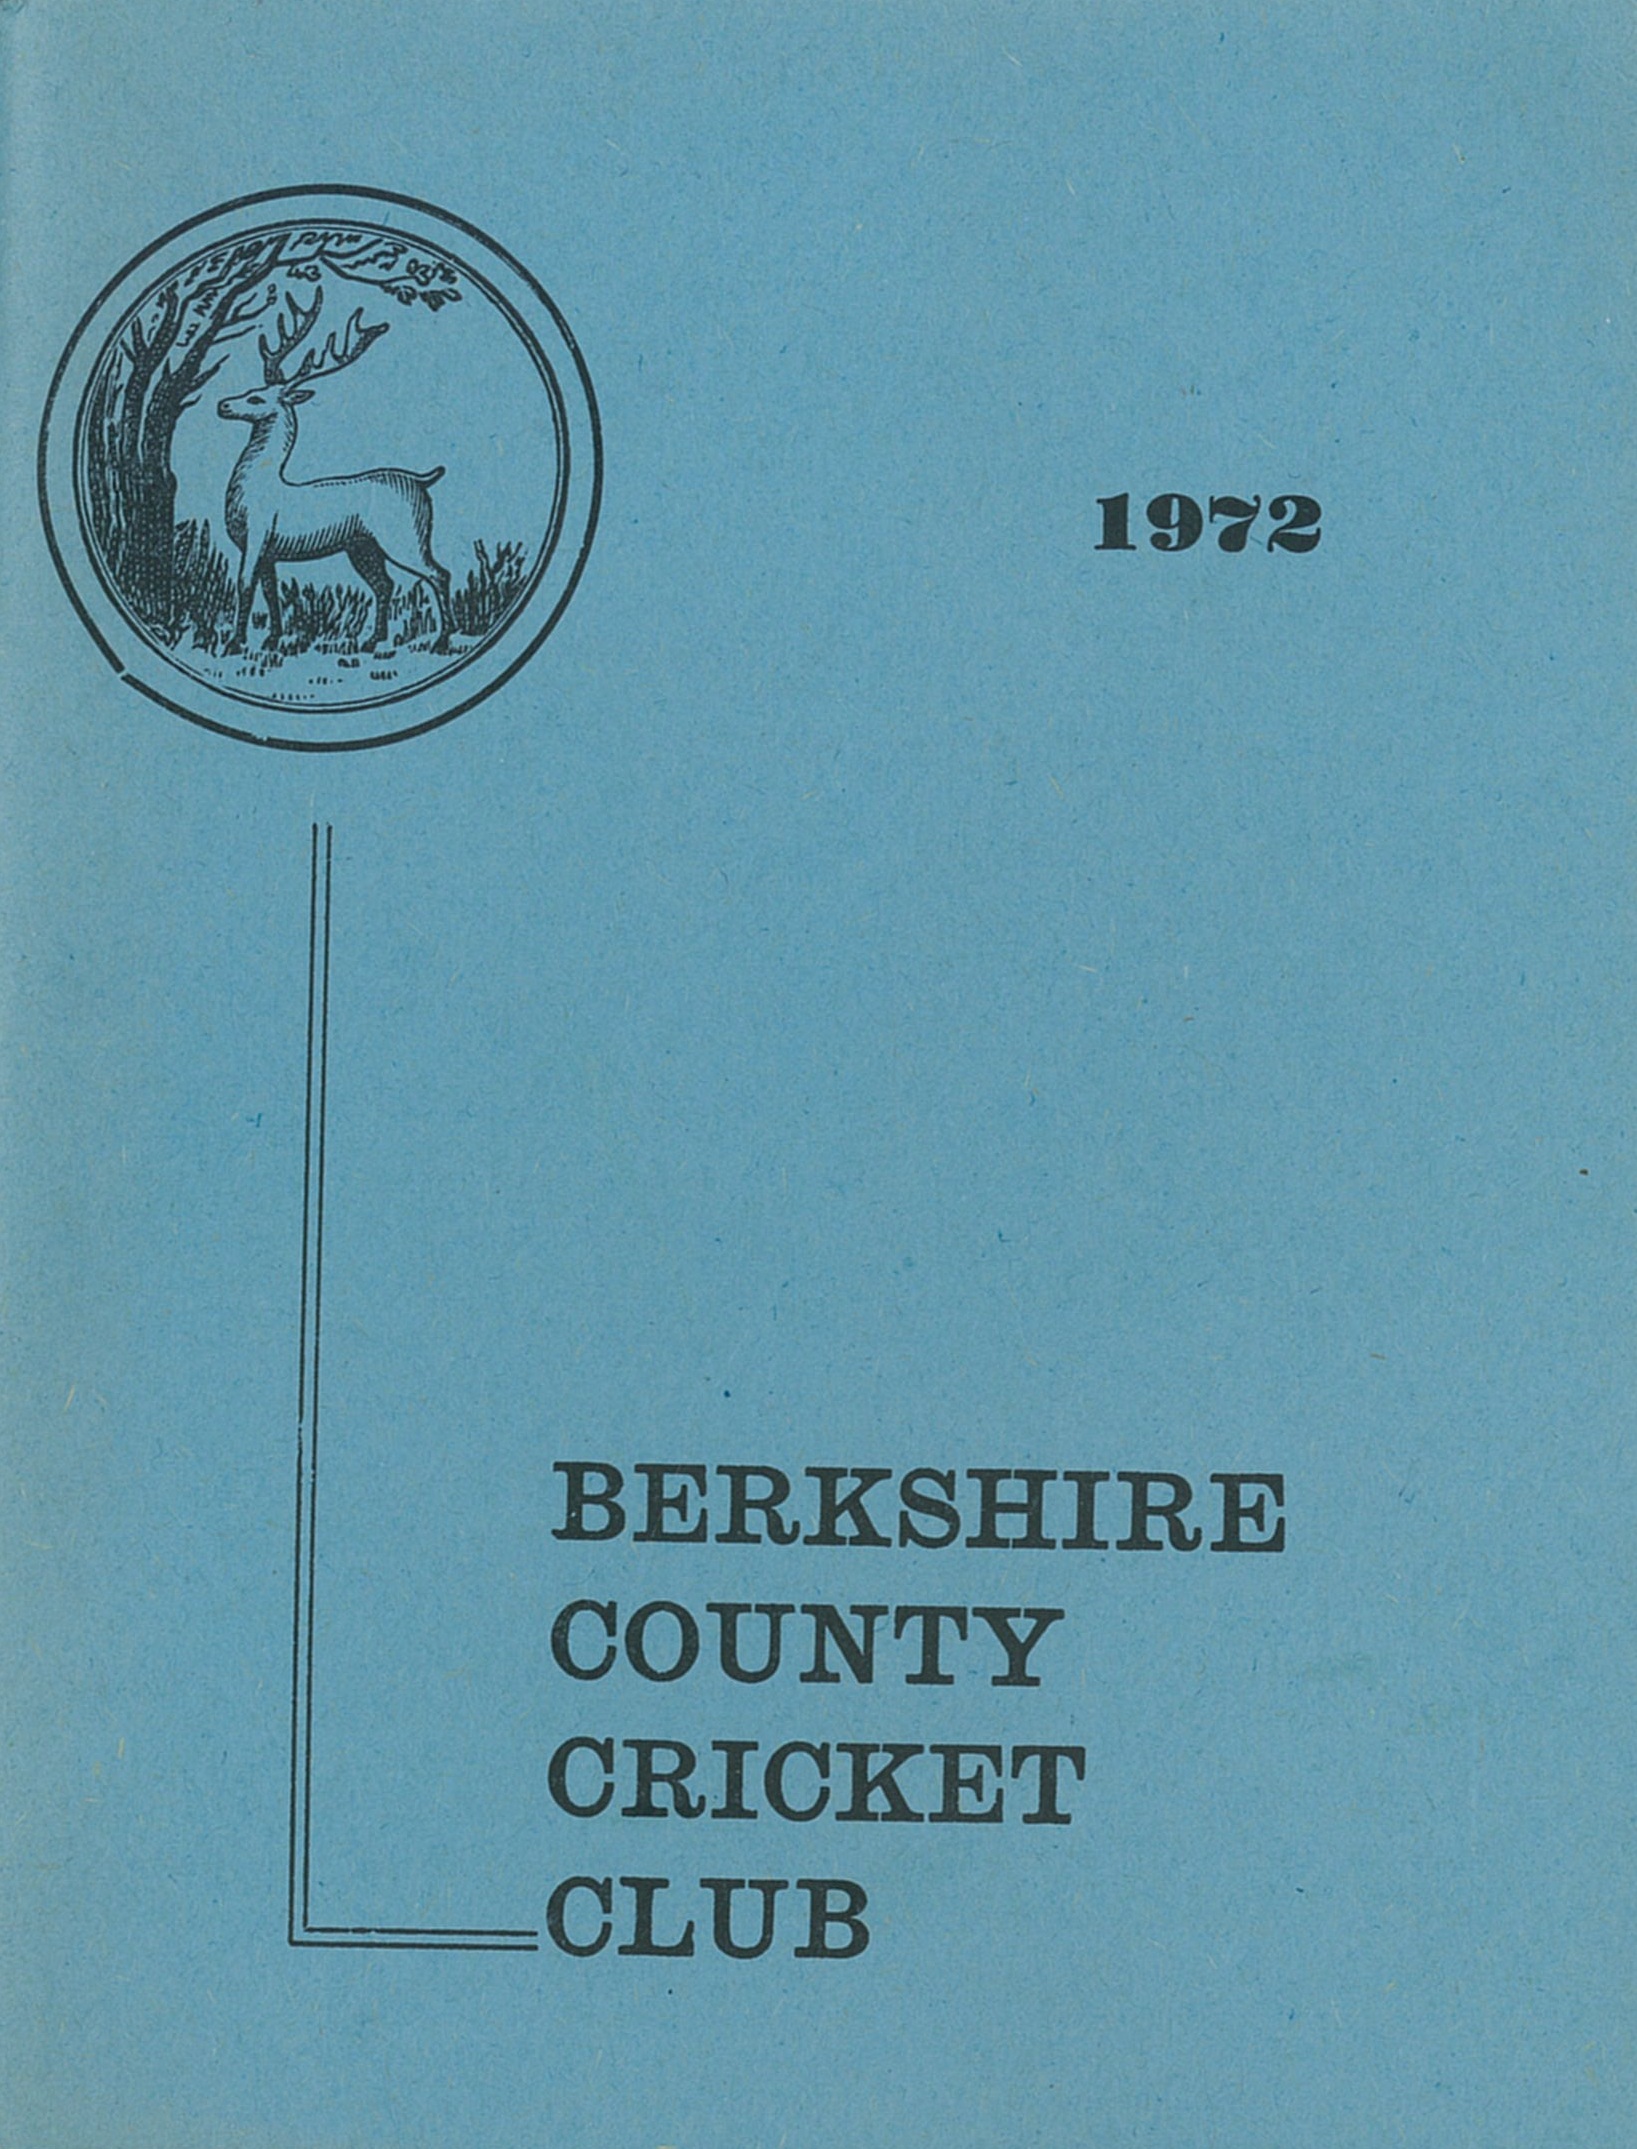 1972
BERKSHIRE
COUNTY
CRICKET
CLUB